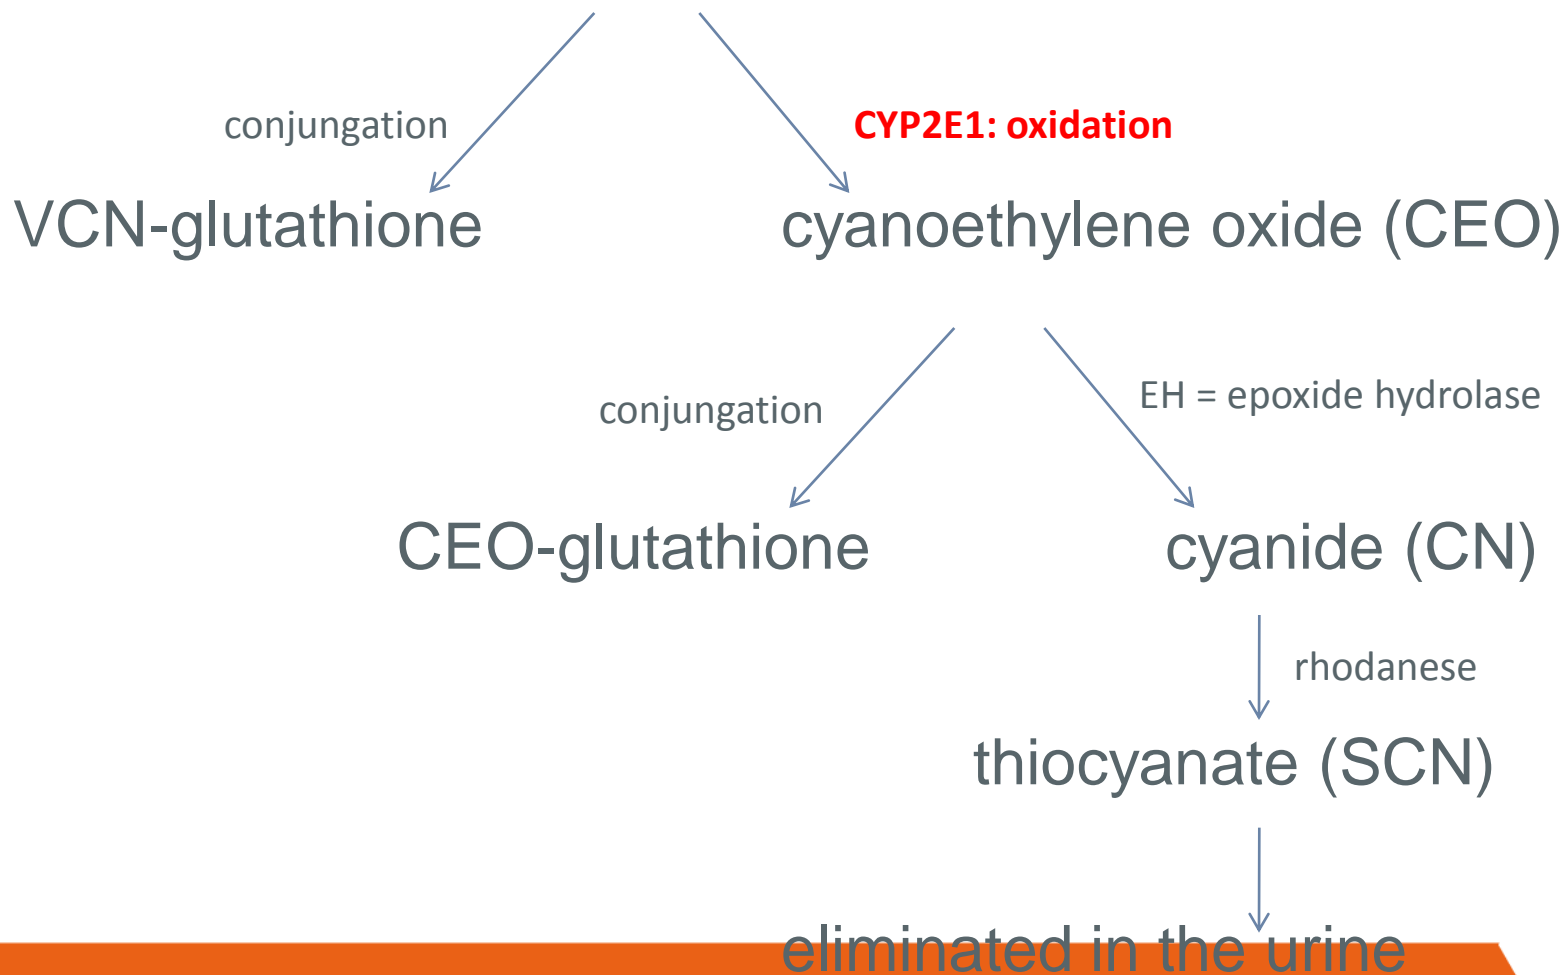 conjungation
CYP2E1: oxidation
VCN-glutathione
cyanoethylene oxide (CEO)
conjungation
EH = epoxide hydrolase
CEO-glutathione
cyanide (CN)
rhodanese
thiocyanate (SCN)
eliminated in the urine